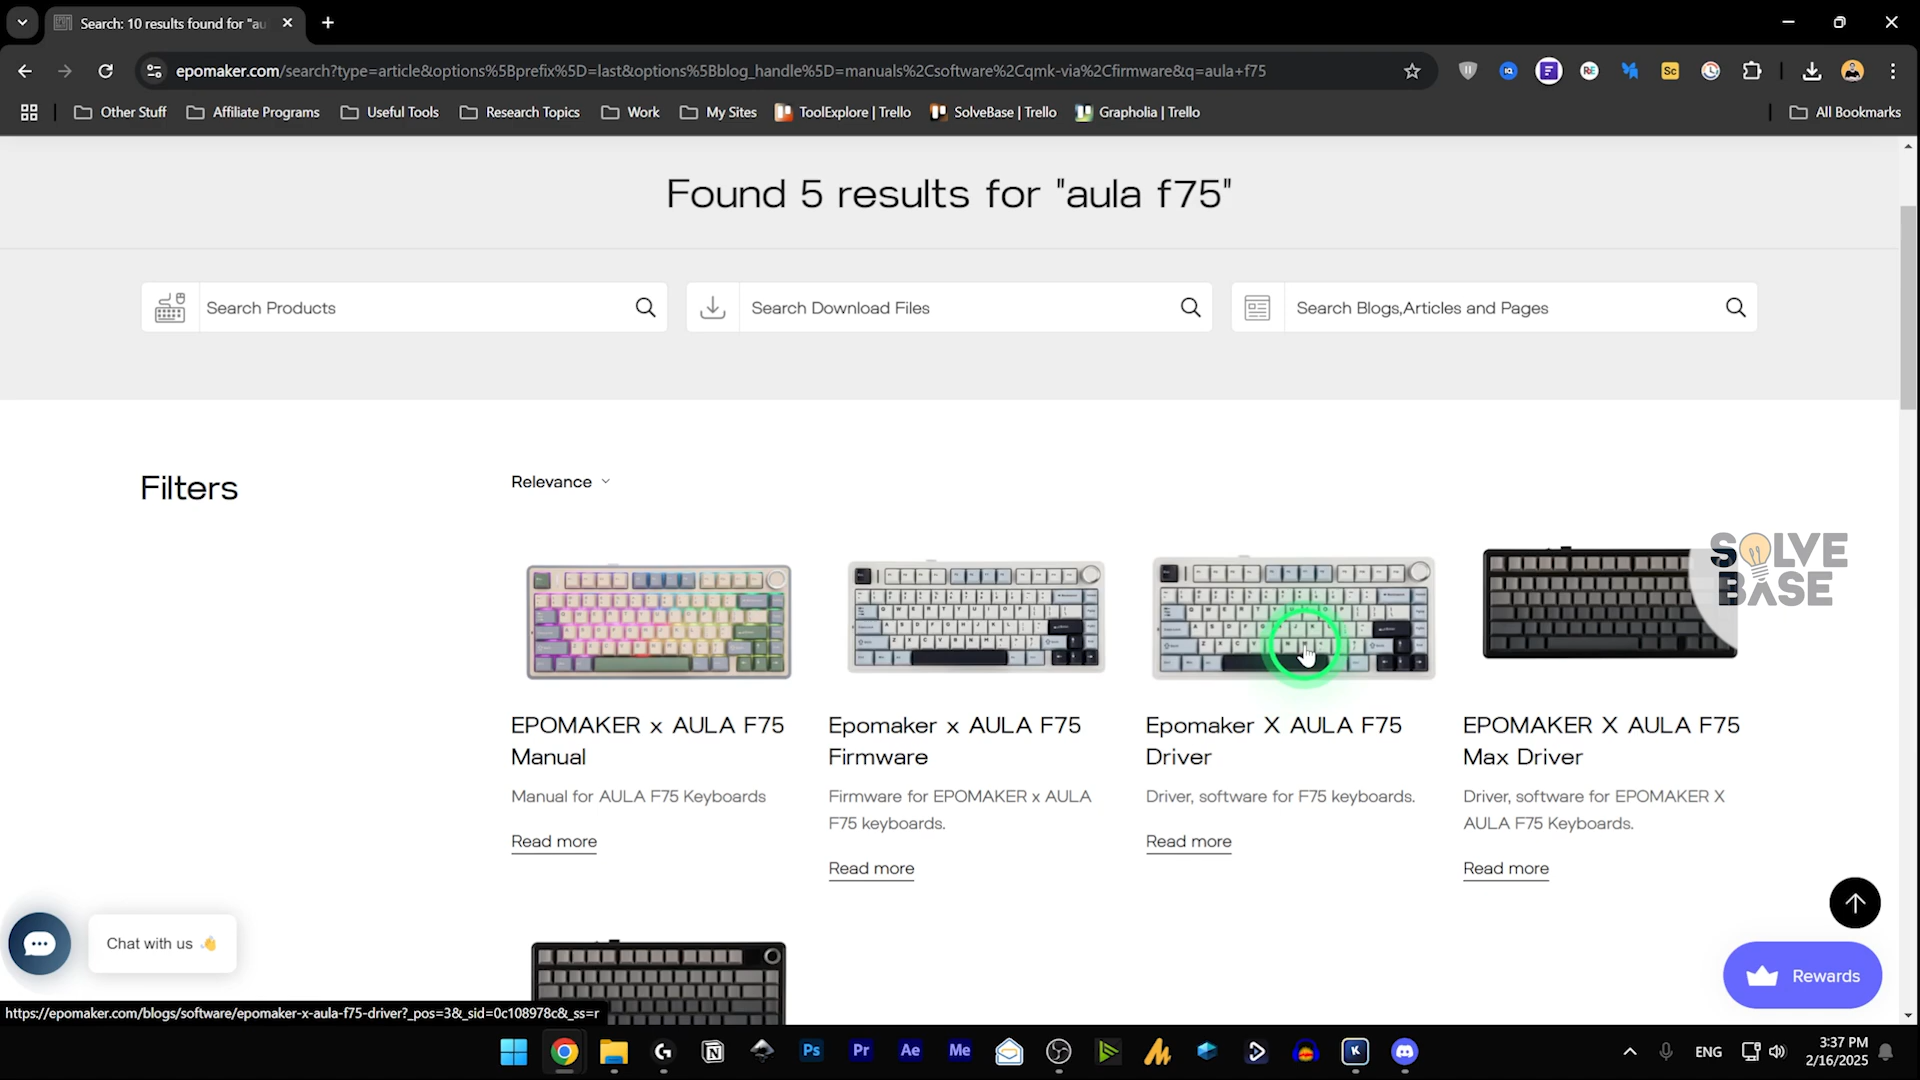 Search: 10 results found for "au
epomaker.com/search?type=article&options%5Bprefix%5D=last&options%5Bblog_handle%5D=manuals%2Csoftware%2Cqmk-via%2Cfirmware&q=aula+f75
Other Stuff
Affiliate Programs
Useful Tools
Research Topics
Work
My Sites
ToolExplore | Trello
SolveBase | Trello
Grapholia | Trello
All Bookmarks
Found 5 results for "aula f75"
Search Products
Search Download Files
Search Blogs,Articles and Pages
Filters
Relevance
SOLVE
BASE
EPOMAKER x AULA F75
Manual
Manual for AULA F75 Keyboards
Read more
Epomaker x AULA F75
Firmware
Firmware for EPOMAKER x AULA
F75 keyboards.
Read more
Epomaker X AULA F75
Driver
Driver, software for F75 keyboards.
Read more
EPOMAKER X AULA F75
Max Driver
Driver, software for EPOMAKER X
AULA F75 Keyboards.
Read more
Chat with us
Rewards
https://epomaker.com/blogs/software/epomaker-x-aula-f75-driver?_pos=3&_sid=0c108978c&_ss=r
Ps
Pr
Ae
Me
ENG
3:37 PM
2/16/2025